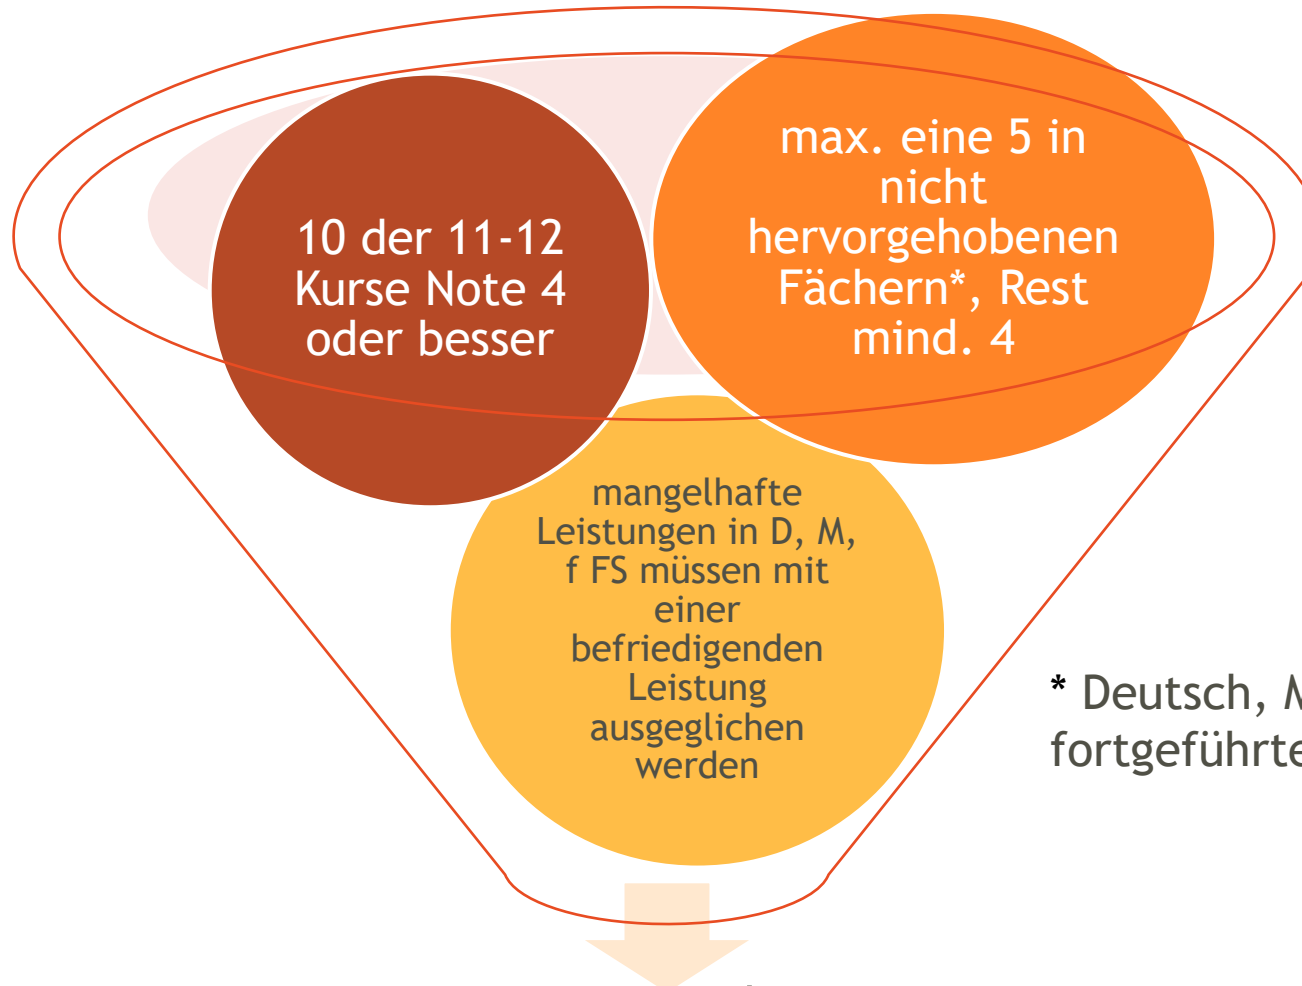 10 der 11-12
Kurse Note 4
oder besser
max. eine 5 in
nicht
hervorgehobenen
Fächern*, Rest
mind. 4
mangelhafte
Leistungen in D, M,
f FS müssen mit
einer
befriedigenden
Leistung
ausgeglichen
werden
* Deutsch,